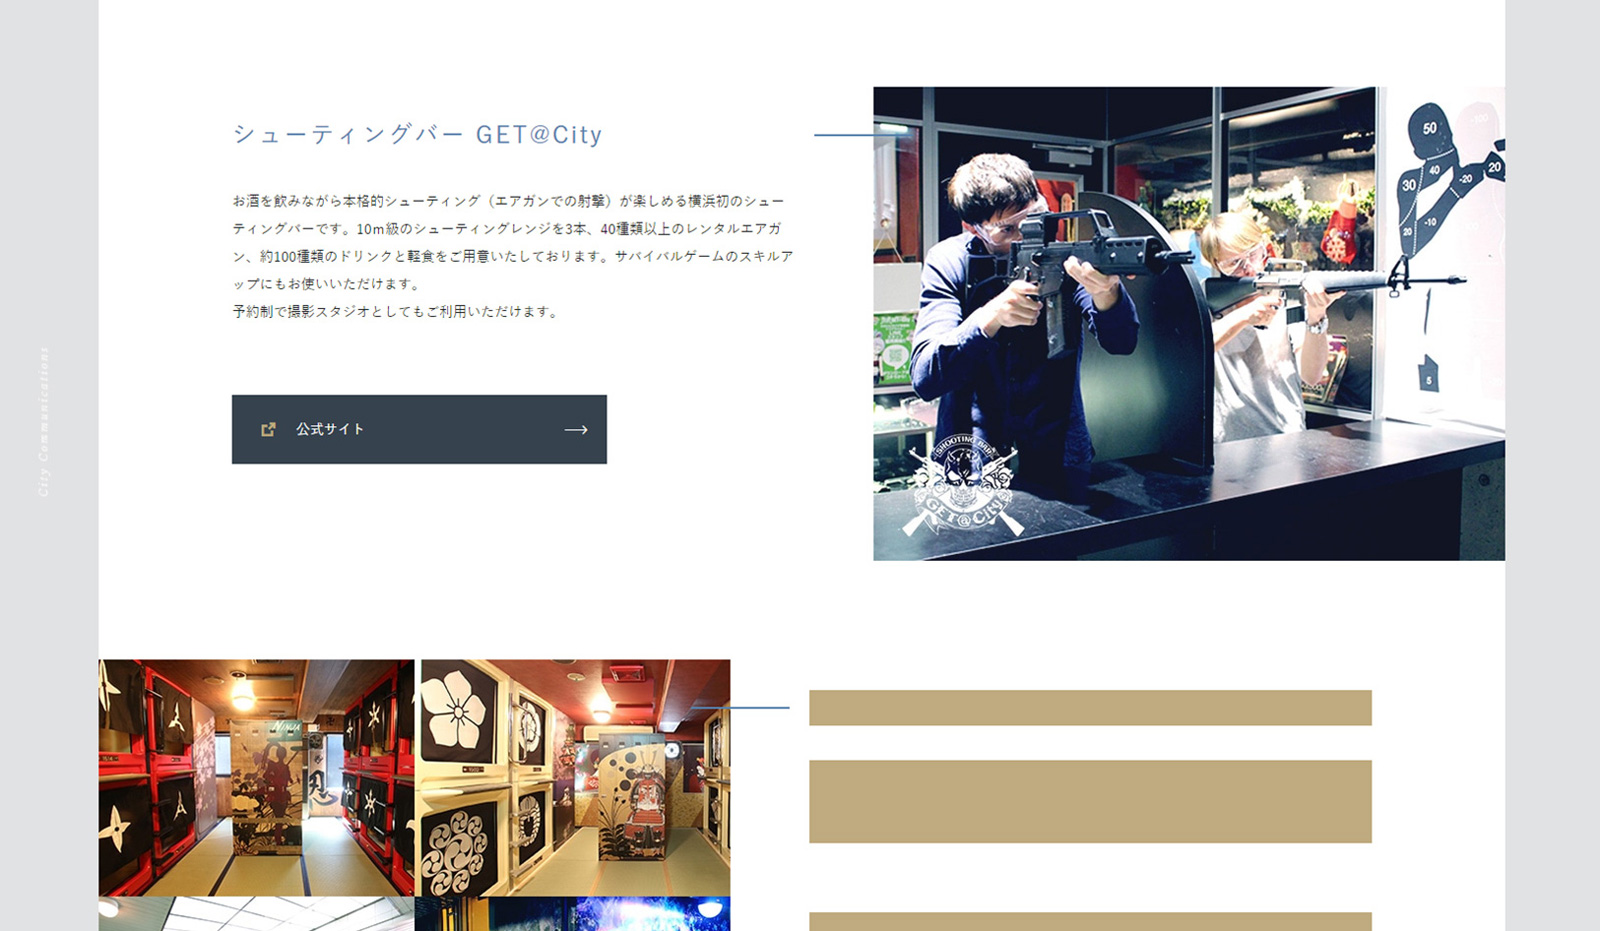 シューティングバー GET@City
お酒を飲みながら本格的シューティング（エアガンでの射撃）が楽しめる横浜初のシュー
ティングバーです。10m級のシューティングレンジを3本、40種類以上のレンタルエアガ
ン、約100種類のドリンクと軽食をご用意いたしております。サバイバルゲームのスキルア
ップにもお使いいただけます。
予約制で撮影スタジオとしてもご利用いただけます。
公式サイト
City Communications
50
-100
40
30
-20
20
-10
20
5
SHOOTING BAR
GET@City
NINJA
忍